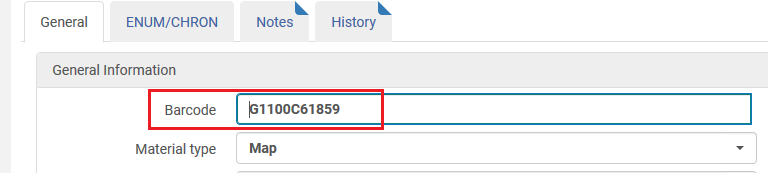 General ENUM/CHRON Notes History
General Information
Barcode G1100C61859
Material type Map